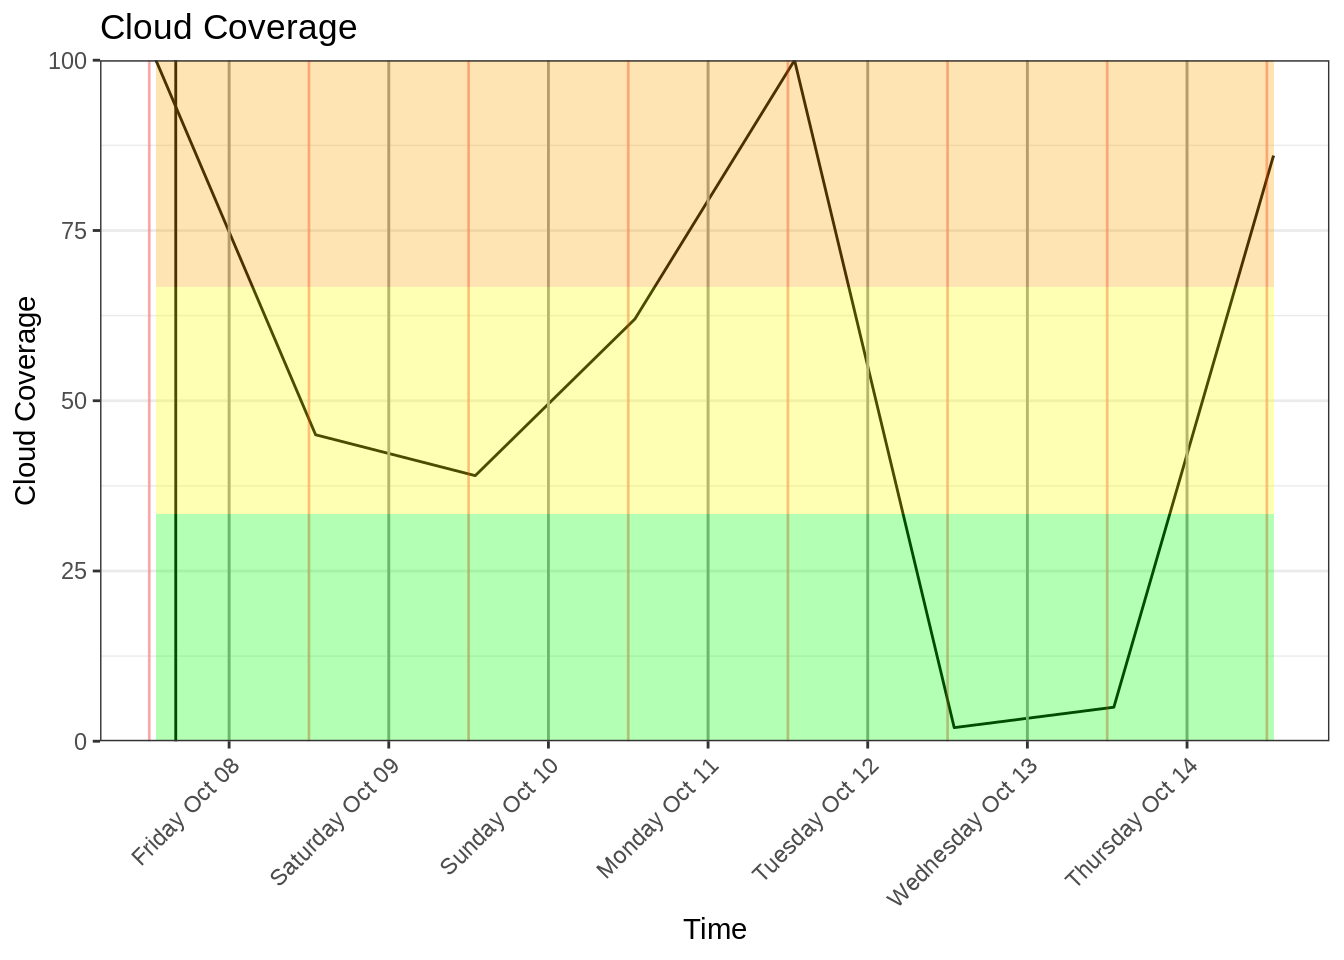 Cloud Coverage
100
75
50
25
0
Cloud Coverage
Friday Oct 08
Saturday Oct 09
Sunday Oct 10
Monday Oct 11
Tuesday Oct 12
Wednesday Oct 13
Thursday Oct 14
Time